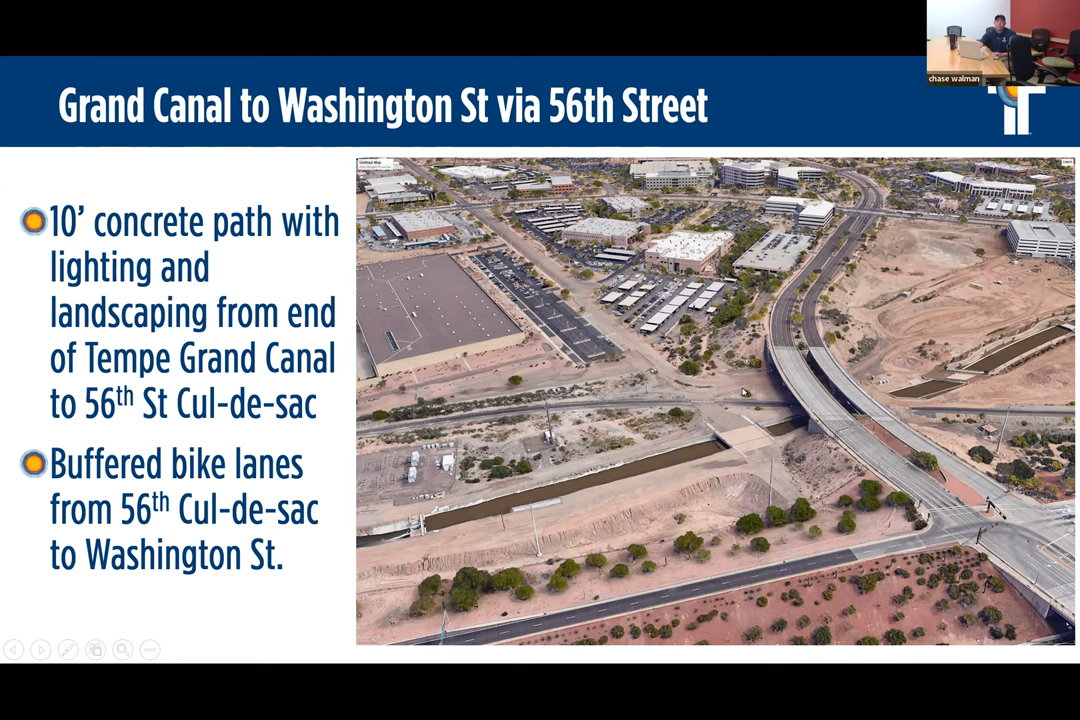 chase walman
Grand Canal to Washington St via 56th Street
10’ concrete path with
lighting and
landscaping from end
of Tempe Grand Canal
to 56th St Cul-de-sac
Buffered bike lanes
from 56th Cul-de-sac
to Washington St.
Untitled Map